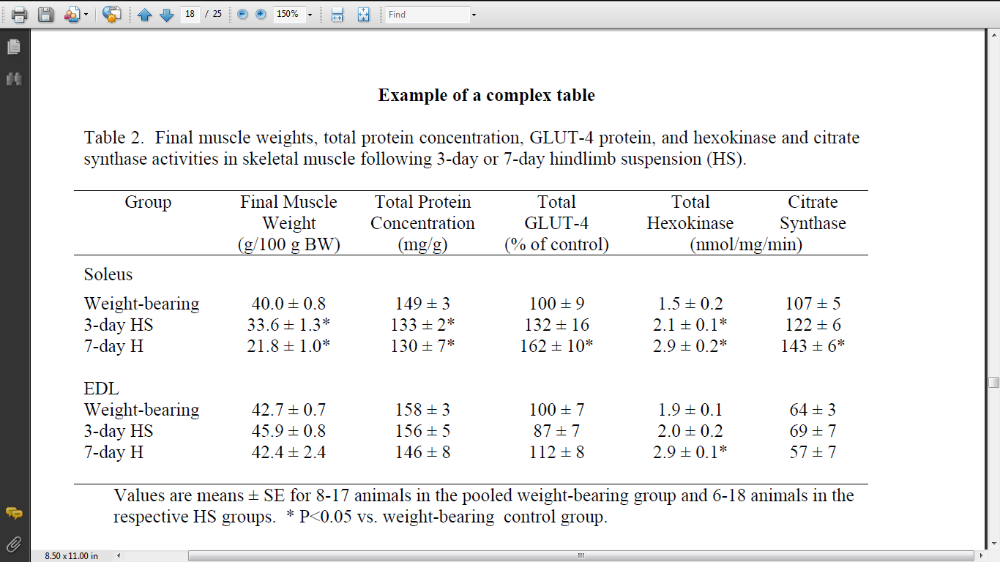 18 / 25 150% Find
Example of a complex table
Table 2. Final muscle weights, total protein concentration, GLUT-4 protein, and hexokinase and citrate
synthase activities in skeletal muscle following 3-day or 7-day hindlimb suspension (HS).
Group Final Muscle Total Protein Total Total Citrate
Weight Concentration GLUT-4 Hexokinase Synthase
(g/100 g BW) (mg/g) (% of control) (nmol/mg/min)
Soleus
Weight-bearing 40.0 ± 0.8 149 ± 3 100 ± 9 1.5 ± 0.2 107 ± 5
3-day HS 33.6 ± 1.3* 133 ± 2* 132 ± 16 2.1 ± 0.1* 122 ± 6
7-day H 21.8 ± 1.0* 130 ± 7* 162 ± 10* 2.9 ± 0.2* 143 ± 6*
EDL
Weight-bearing 42.7 ± 0.7 158 ± 3 100 ± 7 1.9 ± 0.1 64 ± 3
3-day HS 45.9 ± 0.8 156 ± 5 87 ± 7 2.0 ± 0.2 69 ± 7
7-day H 42.4 ± 2.4 146 ± 8 112 ± 8 2.9 ± 0.1* 57 ± 7
Values are means ± SE for 8-17 animals in the pooled weight-bearing group and 6-18 animals in the
respective HS groups. * P<0.05 vs. weight-bearing control group.
8.50 x 11.00 in